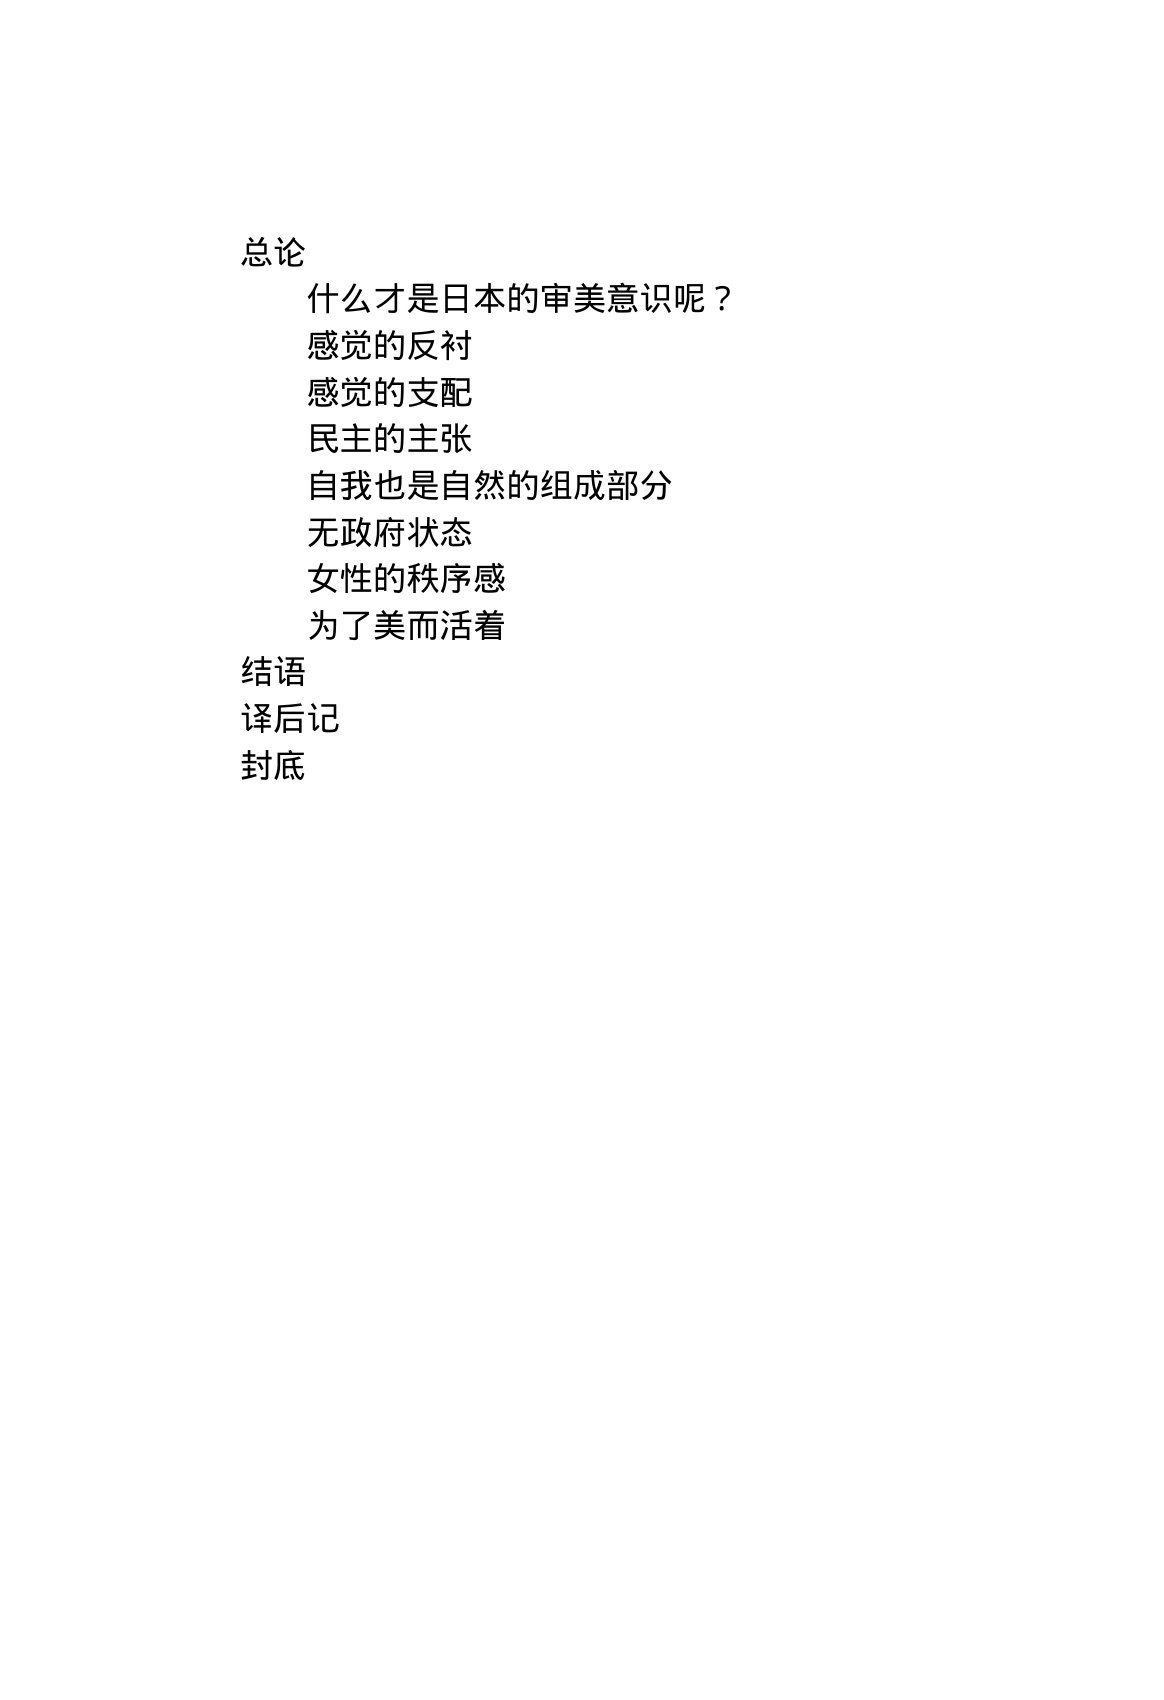 总论
什么才是日本的审美意识呢？
感觉的反衬
感觉的支配
民主的主张
自我也是自然的组成部分
无政府状态
女性的秩序感
为了美而活着
结语
译后记
封底